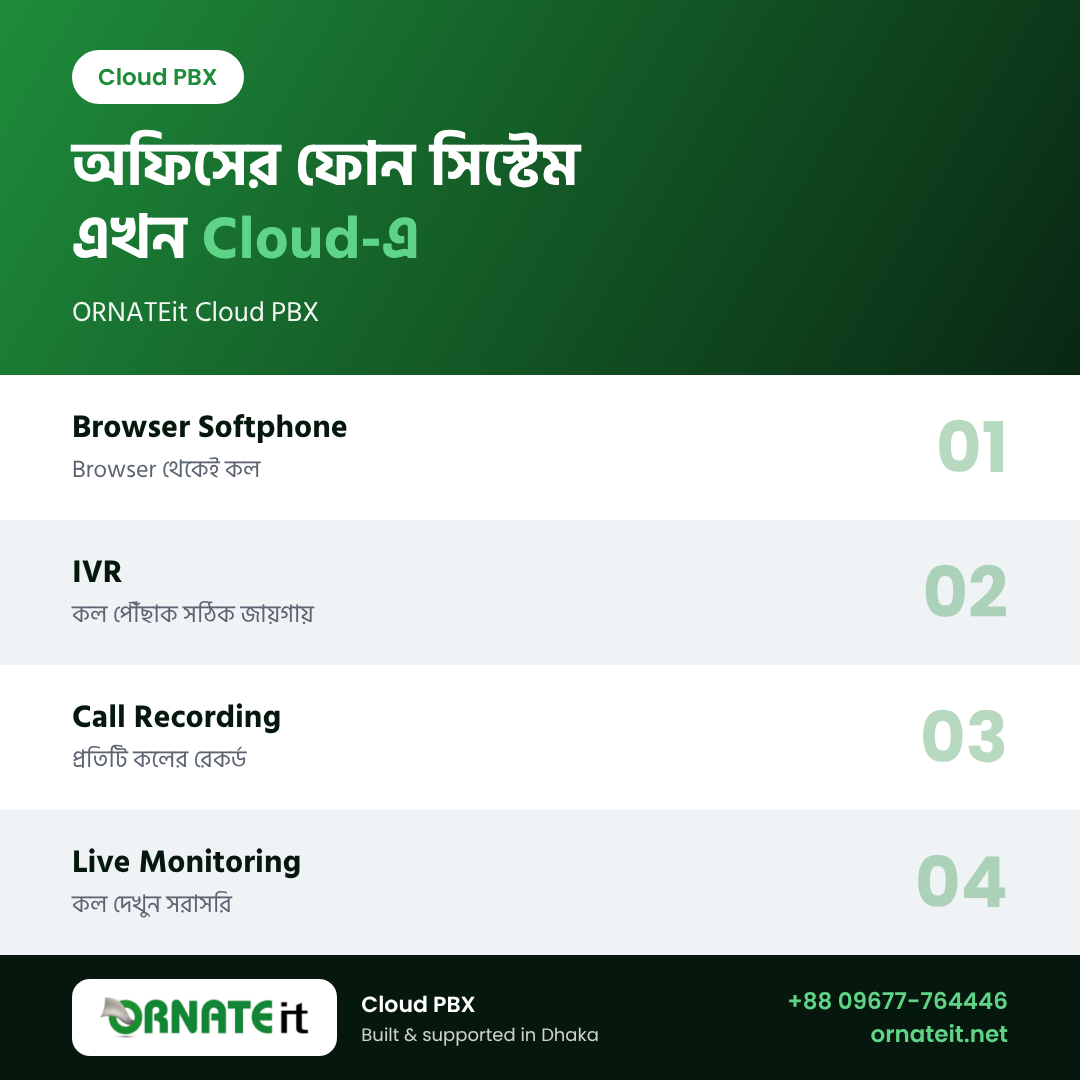 Cloud PBX
অফিসের ফোন সিস্টেম
এখন Cloud-এ
ORNATEit Cloud PBX
Browser Softphone
Browser থেকেই কল
01
IVR
কল পৌঁছাক সঠিক জায়গায়
02
Call Recording
প্রতিটি কলের রেকর্ড
03
Live Monitoring
কল দেখুন সরাসরি
04
ORNATEit
Cloud PBX
Built & supported in Dhaka
+88 09677-764446
ornateit.net